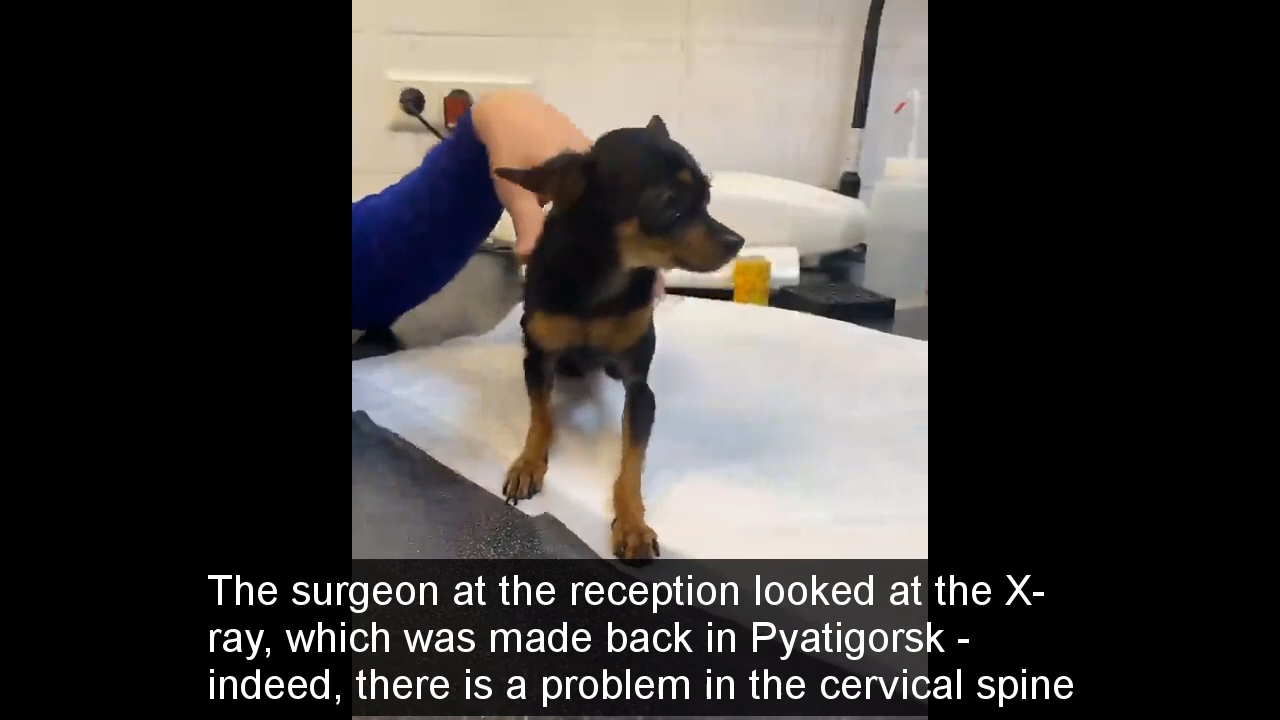 The surgeon at the reception looked at the X-
ray, which was made back in Pyatigorsk -
indeed, there is a problem in the cervical spine